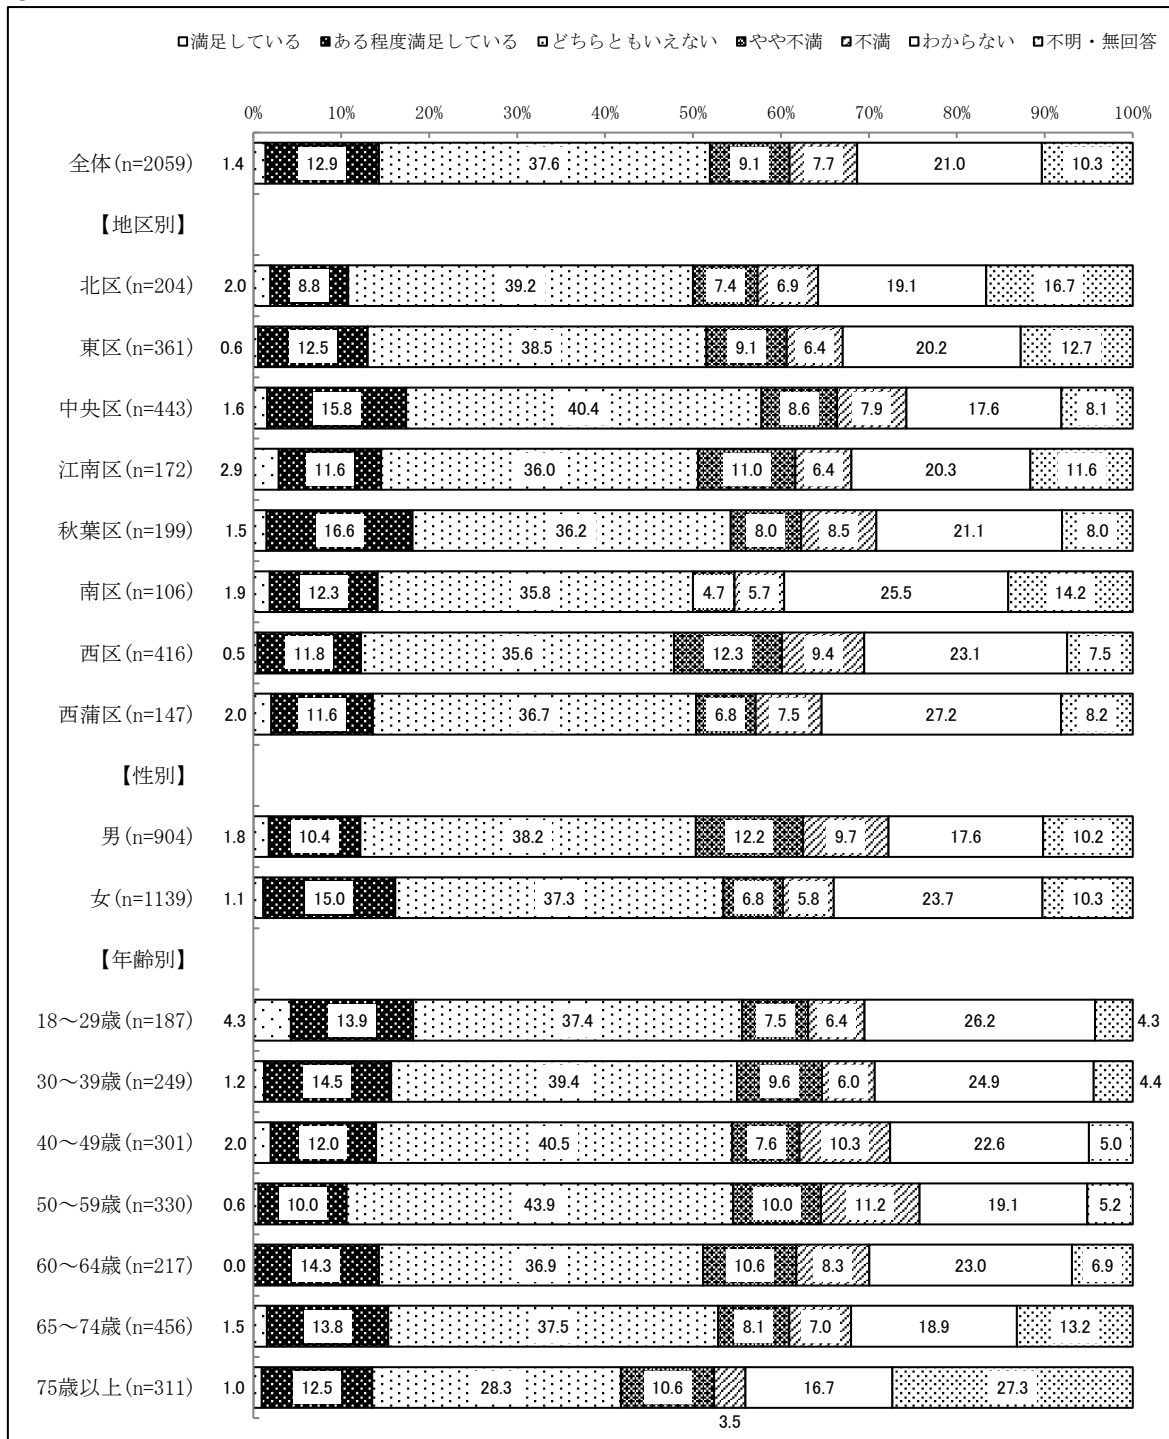 □満足している ■ある程度満足している □どちらともいえない ■やや不満 □不満 □わからない □不明・無回答
0% 10% 20% 30% 40% 50% 60% 70% 80% 90% 100%
全体(n=2059) 1.4 12.9 37.6 9.1 7.7 21.0 10.3
【地区別】
北区(n=204) 2.0 8.8 39.2 7.4 6.9 19.1 16.7
東区(n=361) 0.6 12.5 38.5 9.1 6.4 20.2 12.7
中央区(n=443) 1.6 15.8 40.4 8.6 7.9 17.6 8.1
江南区(n=172) 2.9 11.6 36.0 11.0 6.4 20.3 11.6
秋葉区(n=199) 1.5 16.6 36.2 8.0 8.5 21.1 8.0
南区(n=106) 1.9 12.3 35.8 4.7 5.7 25.5 14.2
西区(n=416) 0.5 11.8 35.6 12.3 9.4 23.1 7.5
西蒲区(n=147) 2.0 11.6 36.7 6.8 7.5 27.2 8.2
【性別】
男(n=904) 1.8 10.4 38.2 12.2 9.7 17.6 10.2
女(n=1139) 1.1 15.0 37.3 6.8 5.8 23.7 10.3
【年齢別】
18～29歳(n=187) 4.3 13.9 37.4 7.5 6.4 26.2 4.3
30～39歳(n=249) 1.2 14.5 39.4 9.6 6.0 24.9 4.4
40～49歳(n=301) 2.0 12.0 40.5 7.6 10.3 22.6 5.0
50～59歳(n=330) 0.6 10.0 43.9 10.0 11.2 19.1 5.2
60～64歳(n=217) 0.0 14.3 36.9 10.6 8.3 23.0 6.9
65～74歳(n=456) 1.5 13.8 37.5 8.1 7.0 18.9 13.2
75歳以上(n=311) 1.0 12.5 28.3 10.6 16.7 27.3
3.5